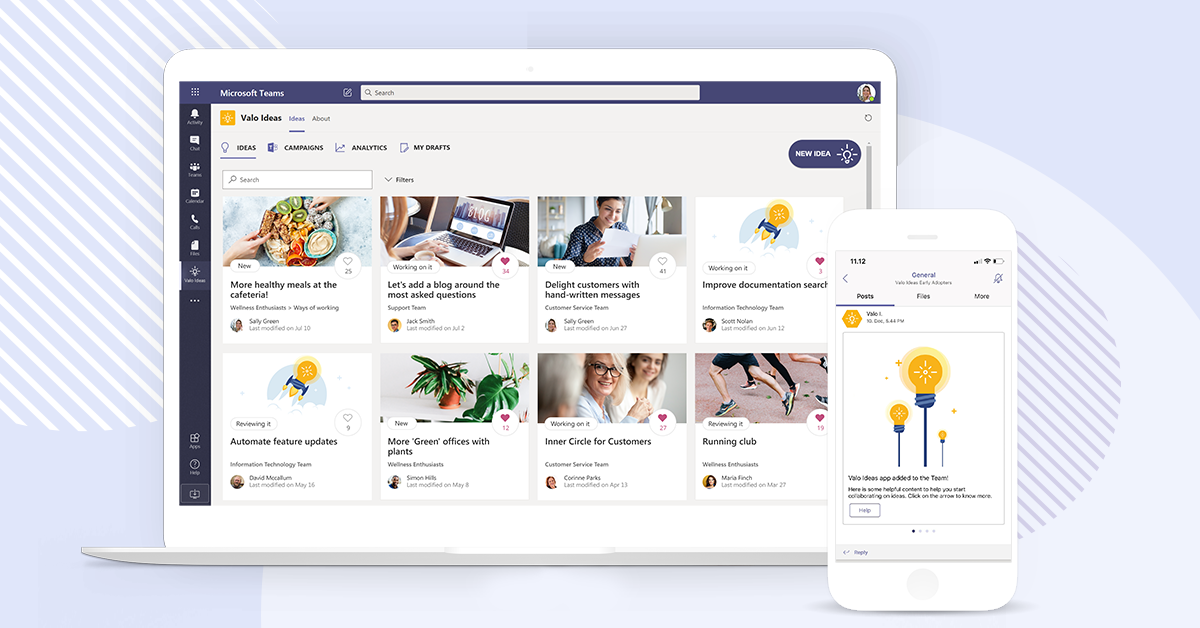 Microsoft Teams
Search
Activity
Chat
Teams
Calendar
Calls
Files
Valo Ideas
Apps
Help
Valo Ideas
Ideas
About
IDEAS
CAMPAIGNS
ANALYTICS
MY DRAFTS
NEW IDEA
Search
Filters
New
25
More healthy meals at the
cafeteria!
Wellness Enthusiasts > Ways of working
Sally Green
Last modified on Jul 10
BLOG
Working on it
34
Let's add a blog around the
most asked questions
Support Team
Jack Smith
Last modified on Jul 2
New
41
Delight customers with
hand-written messages
Customer Service Team
Sally Green
Last modified on Jun 27
Working on it
3
Improve documentation search
Information Technology Team
Scott Nolan
Last modified on Jun 12
Reviewing it
9
Automate feature updates
Information Technology Team
David Mccallum
Last modified on May 16
New
12
More 'Green' offices with
plants
Wellness Enthusiasts
Simon Hills
Last modified on May 8
Working on it
27
Inner Circle for Customers
Customer Service Team
Corinne Parks
Last modified on Apr 13
Reviewing it
19
Running club
Wellness Enthusiasts
Maria Finch
Last modified on Mar 27
11.12
General
Valo Ideas Early Adopters
Posts
Files
More
Valo I.
10. Dec, 6.44 PM
Valo Ideas app added to the Team!
Here is some helpful content to help you start
collaborating on ideas. Click on the arrow to know more.
Help
Reply